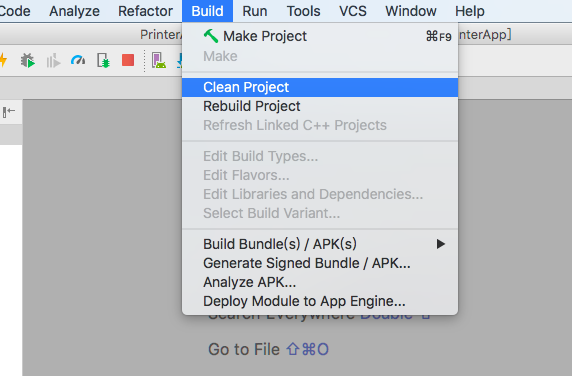 Code Analyze Refactor Build Run Tools VCS Window Help
Printer
nterApp]
Make Project ⌘F9
Make
Clean Project
Rebuild Project
Refresh Linked C++ Projects
Edit Build Types...
Edit Flavors...
Edit Libraries and Dependencies...
Select Build Variant...
Build Bundle(s) / APK(s)
Generate Signed Bundle / APK...
Analyze APK...
Deploy Module to App Engine...
Search Everywhere Double ⇧
Go to File ⇧⌘O